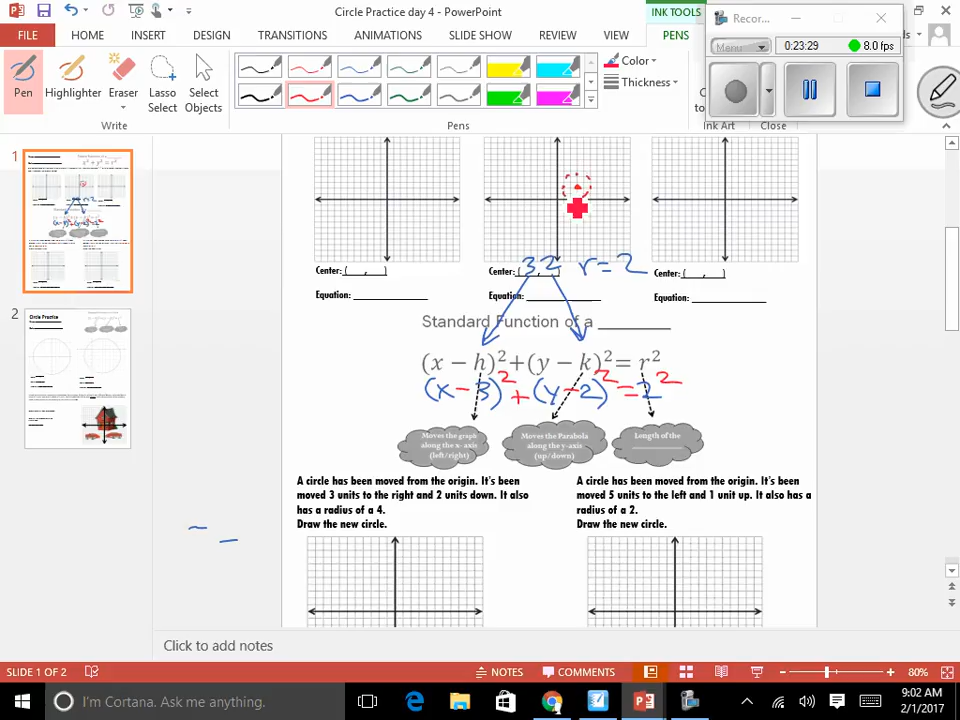 Circle Practice day 4 - PowerPoint
INK TOOLS
Recor...
Menu
0:23:29
8.0 fps
FILE
HOME
INSERT
DESIGN
TRANSITIONS
ANIMATIONS
SLIDE SHOW
REVIEW
VIEW
PENS
Pen
Highlighter
Eraser
Lasso
Select
Select
Objects
Write
Pens
Color
Thickness
Ink Art
Close
1
2
Circle Practice
Center:( , )
Equation: ______________
Center:(3,2) r=2
Equation: ______________
Center:( , )
Equation: ______________
Standard Function of a __________
(x − h)²+(y − k)²= r²
(x-3)²+(y-2)²=2²
Moves the graph
along the x- axis
(left/right)
Moves the Parabola
along the y-axis
(up/down)
Length of the
A circle has been moved from the origin. It's been
moved 3 units to the right and 2 units down. It also
has a radius of a 4.
Draw the new circle.
A circle has been moved from the origin. It's been
moved 5 units to the left and 1 unit up. It also has a
radius of a 2.
Draw the new circle.
Click to add notes
SLIDE 1 OF 2
NOTES
COMMENTS
80%
I'm Cortana. Ask me anything.
9:02 AM
2/1/2017